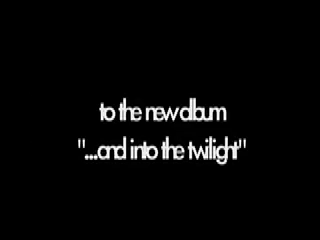 to the new album
"...and into the twilight"